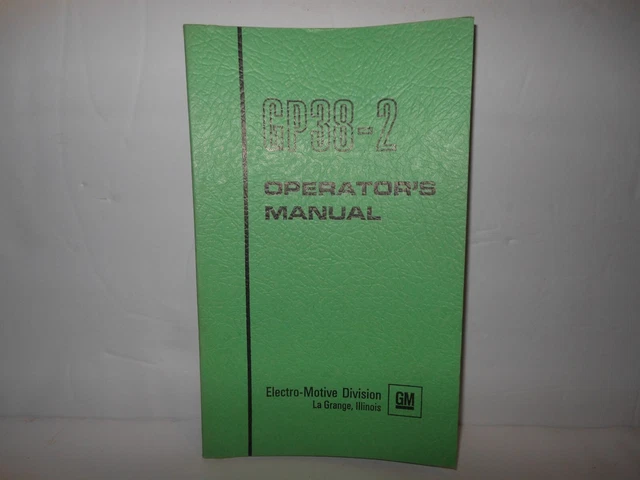 GP38-2
OPERATOR'S
MANUAL
Electro-Motive Division
La Grange, Illinois
GM